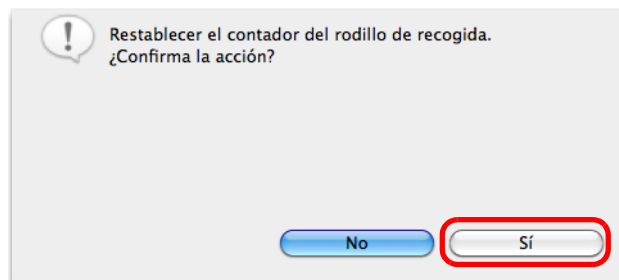 Restablecer el contador del rodillo de recogida.
¿Confirma la acción?
No
Sí